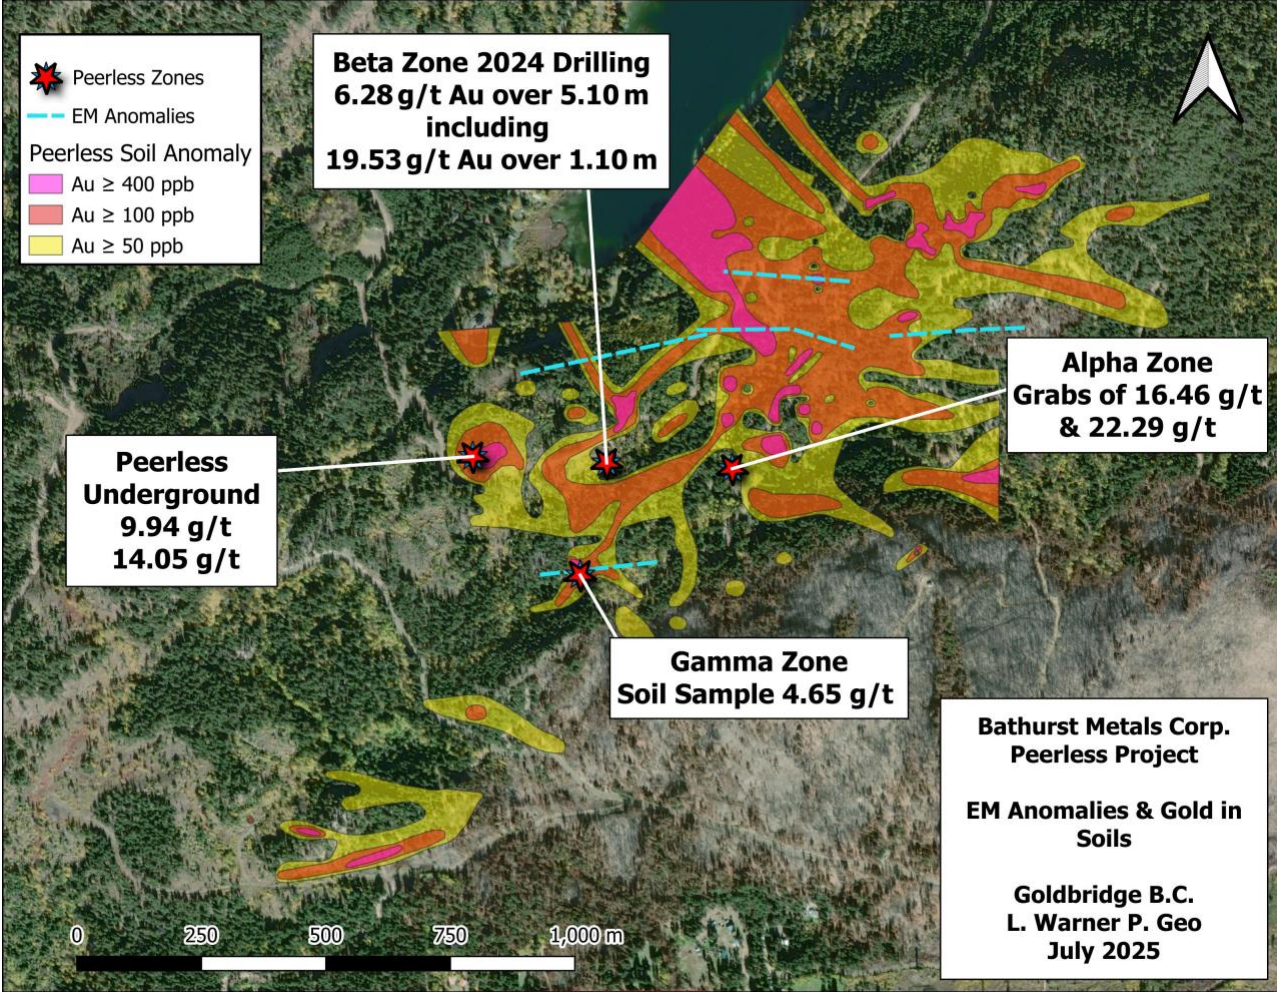 Peerless Zones
EM Anomalies
Peerless Soil Anomaly
Au ≥ 400 ppb
Au ≥ 100 ppb
Au ≥ 50 ppb
Beta Zone 2024 Drilling
6.28 g/t Au over 5.10 m
including
19.53 g/t Au over 1.10 m
Alpha Zone
Grabs of 16.46 g/t
& 22.29 g/t
Peerless
Underground
9.94 g/t
14.05 g/t
Gamma Zone
Soil Sample 4.65 g/t
Bathurst Metals Corp.
Peerless Project
EM Anomalies & Gold in
Soils
Goldbridge B.C.
L. Warner P. Geo
July 2025
0 250 500 750 1,000 m